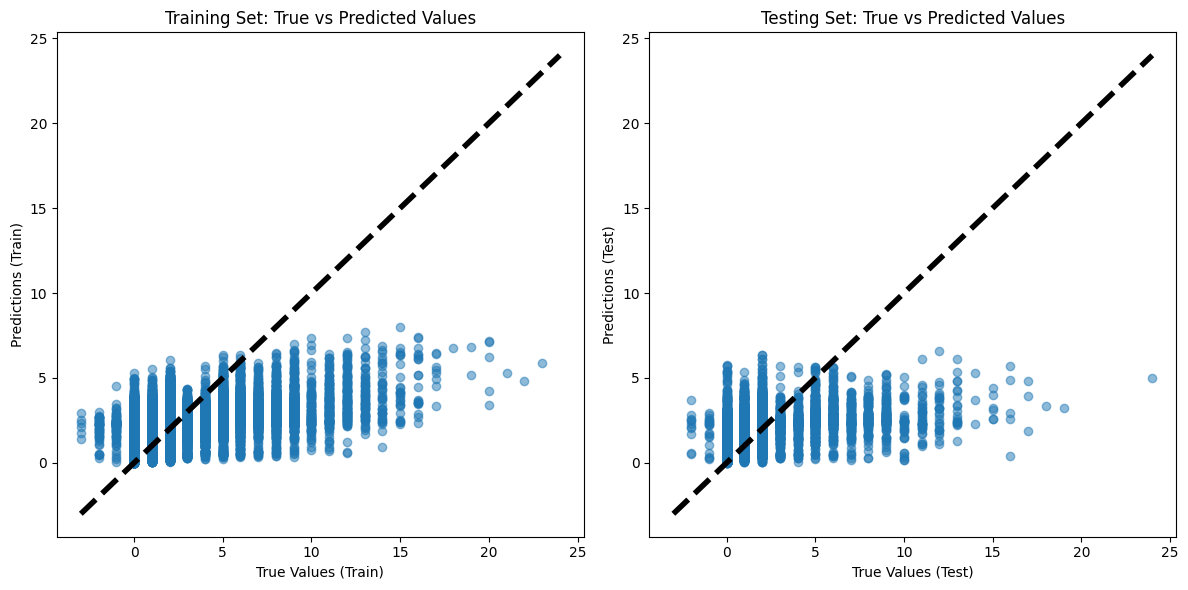 Training Set: True vs Predicted Values
25
20
15
10
5
0
Predictions (Train)
0 5 10 15 20 25
True Values (Train)
Testing Set: True vs Predicted Values
25
20
15
10
5
0
Predictions (Test)
0 5 10 15 20 25
True Values (Test)